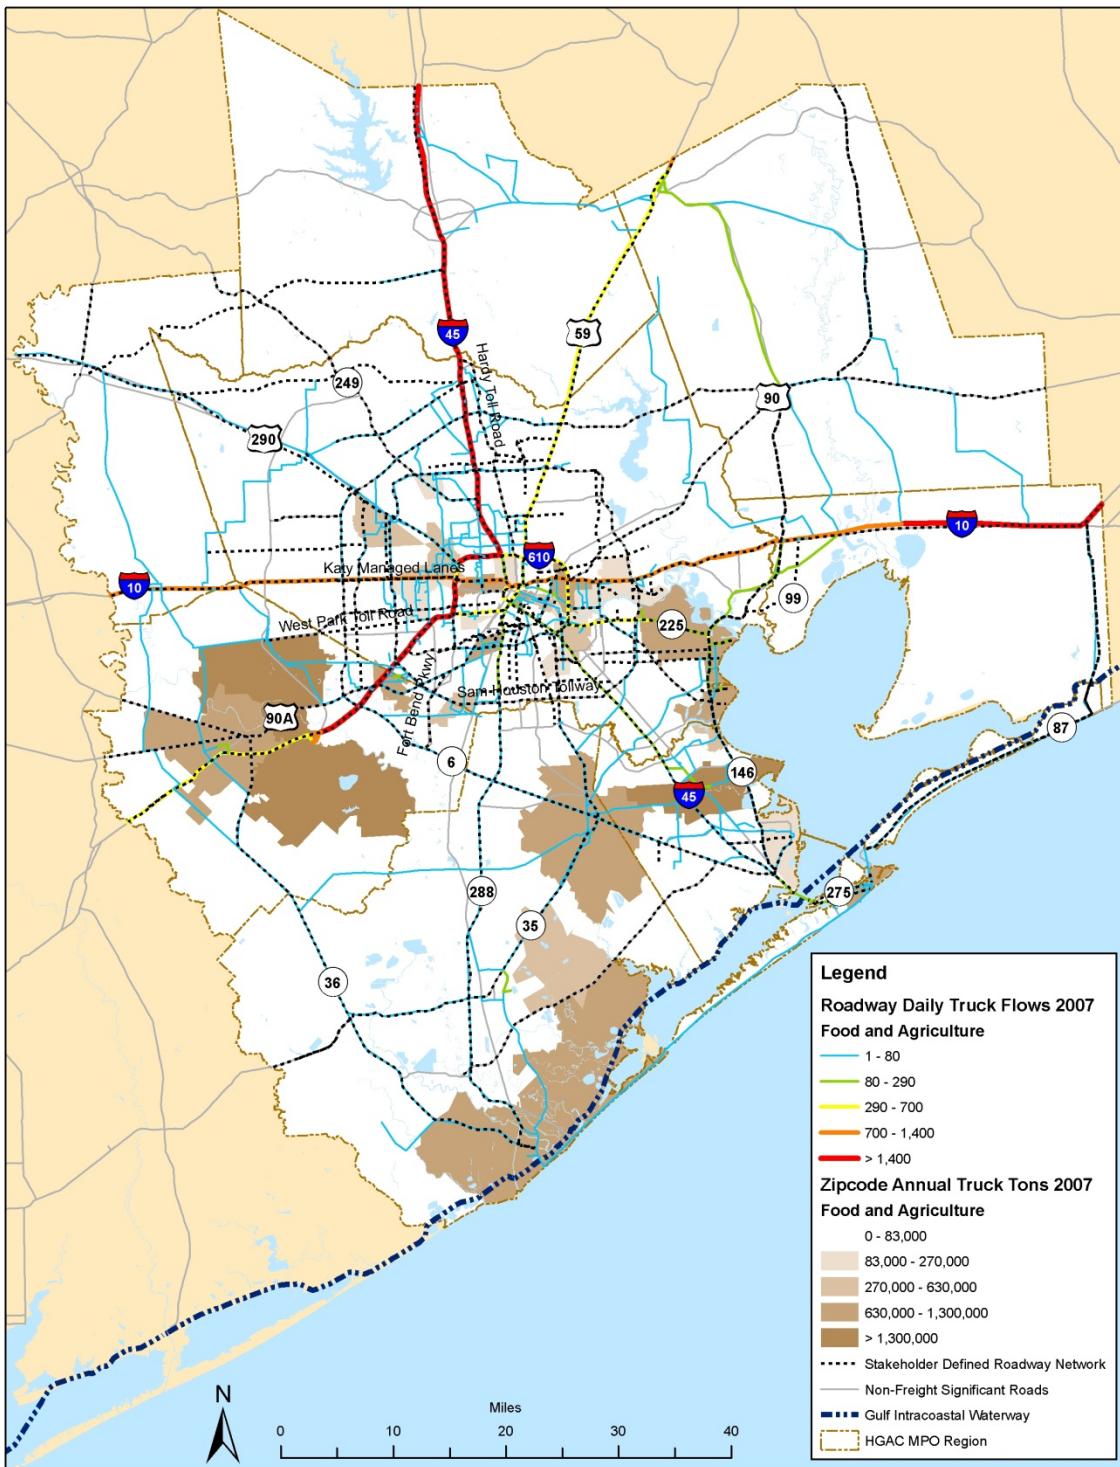 45
59
Hardy Toll Road
249
90
290
10
610
Katy Managed Lanes
10
99
West Park Toll Road
225
Fort Bend Pkwy
Sam Houston Tollway
90A
87
6
146
45
288
275
35
36
Legend
Roadway Daily Truck Flows 2007
Food and Agriculture
1 - 80
80 - 290
290 - 700
700 - 1,400
> 1,400
Zipcode Annual Truck Tons 2007
Food and Agriculture
0 - 83,000
83,000 - 270,000
270,000 - 630,000
630,000 - 1,300,000
> 1,300,000
Stakeholder Defined Roadway Network
Non-Freight Significant Roads
Gulf Intracoastal Waterway
HGAC MPO Region
N
Miles
0 10 20 30 40